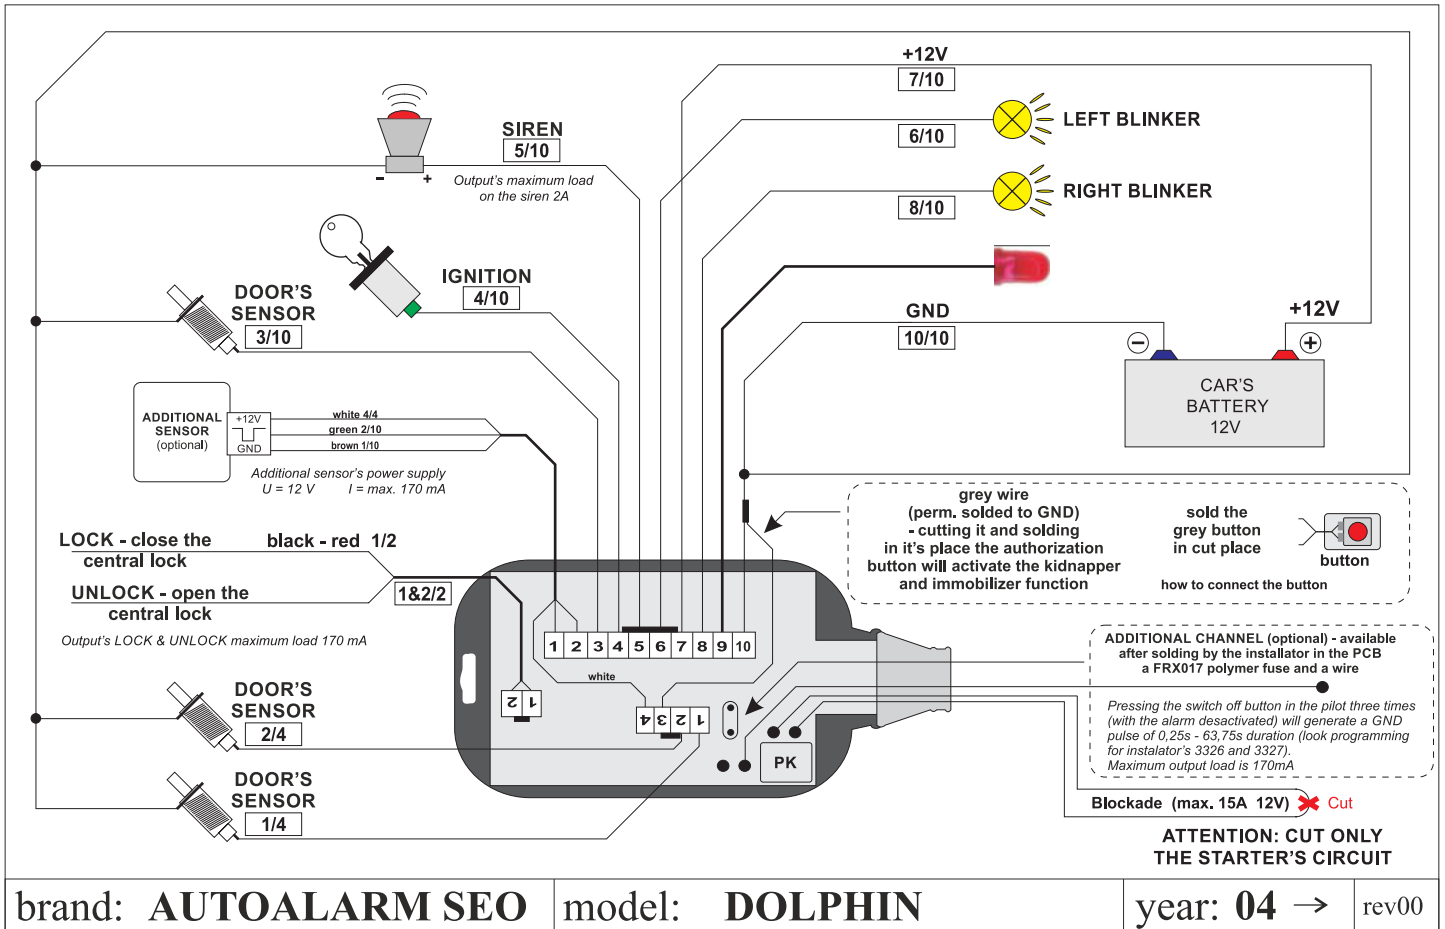 +12V
7/10
6/10
LEFT BLINKER
SIREN
5/10
- +
Output's maximum load
on the siren 2A
8/10
RIGHT BLINKER
IGNITION
4/10
DOOR'S
SENSOR
3/10
GND
10/10
+12V
- +
CAR'S
BATTERY
12V
ADDITIONAL
SENSOR
(optional)
+12V
GND
white 4/4
green 2/10
brown 1/10
Additional sensor's power supply
U = 12 V I = max. 170 mA
grey wire
(perm. solded to GND)
- cutting it and solding
in it's place the authorization
button will activate the kidnapper
and immobilizer function
sold the
grey button
in cut place
button
how to connect the button
LOCK - close the
central lock
black - red 1/2
UNLOCK - open the
central lock
1&2/2
Output's LOCK & UNLOCK maximum load 170 mA
1 2 3 4 5 6 7 8 9 10
white
2 1
4 3 2 1
PK
ADDITIONAL CHANNEL (optional) - available
after solding by the installator in the PCB
a FRX017 polymer fuse and a wire
Pressing the switch off button in the pilot three times
(with the alarm desactivated) will generate a GND
pulse of 0,25s - 63,75s duration (look programming
for instalator's 3326 and 3327).
Maximum output load is 170mA
DOOR'S
SENSOR
2/4
DOOR'S
SENSOR
1/4
Blockade (max. 15A 12V) Cut
ATTENTION: CUT ONLY
THE STARTER'S CIRCUIT
brand: AUTOALARM SEO model: DOLPHIN year: 04 → rev00